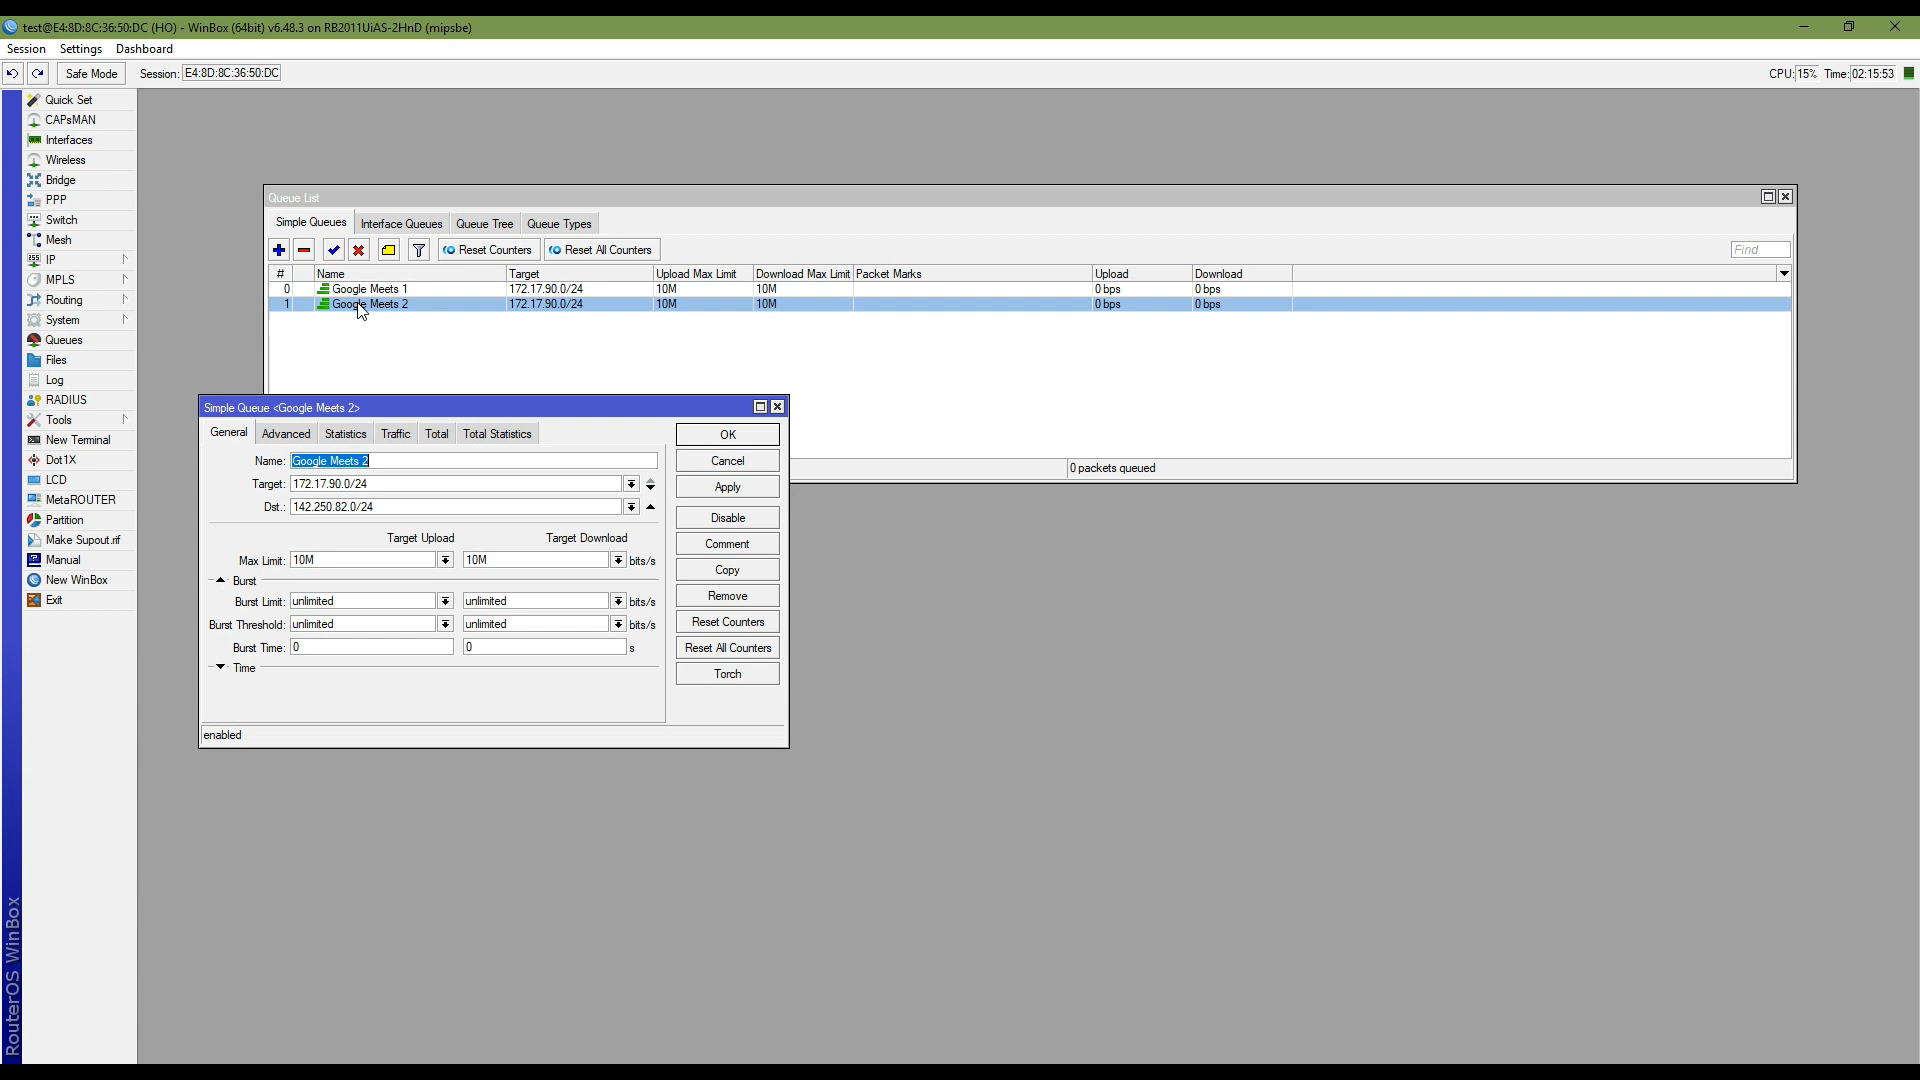 test@E4:8D:8C:36:50:DC (HO) - WinBox (64bit) v6.48.3 on RB2011UiAS-2HnD (mipsbe)
Session Settings Dashboard
Safe Mode Session: E4:8D:8C:36:50:DC CPU: 15% Time: 02:15:53
Quick Set
CAPsMAN
Interfaces
Wireless
Bridge
PPP
Switch
Mesh
IP
MPLS
Routing
System
Queues
Files
Log
RADIUS
Tools
New Terminal
Dot1X
LCD
MetaROUTER
Partition
Make Supout.rif
Manual
New WinBox
Exit
RouterOS WinBox
Queue List
Simple Queues Interface Queues Queue Tree Queue Types
Reset Counters Reset All Counters Find
# Name Target Upload Max Limit Download Max Limit Packet Marks Upload Download
0 Google Meets 1 172.17.90.0/24 10M 10M 0 bps 0 bps
1 Google Meets 2 172.17.90.0/24 10M 10M 0 bps 0 bps
0 packets queued
Simple Queue <Google Meets 2>
General Advanced Statistics Traffic Total Total Statistics
Name: Google Meets 2
Target: 172.17.90.0/24
Dst.: 142.250.82.0/24
Target Upload Target Download
Max Limit: 10M 10M bits/s
Burst
Burst Limit: unlimited unlimited bits/s
Burst Threshold: unlimited unlimited bits/s
Burst Time: 0 0 s
Time
enabled
OK
Cancel
Apply
Disable
Comment
Copy
Remove
Reset Counters
Reset All Counters
Torch